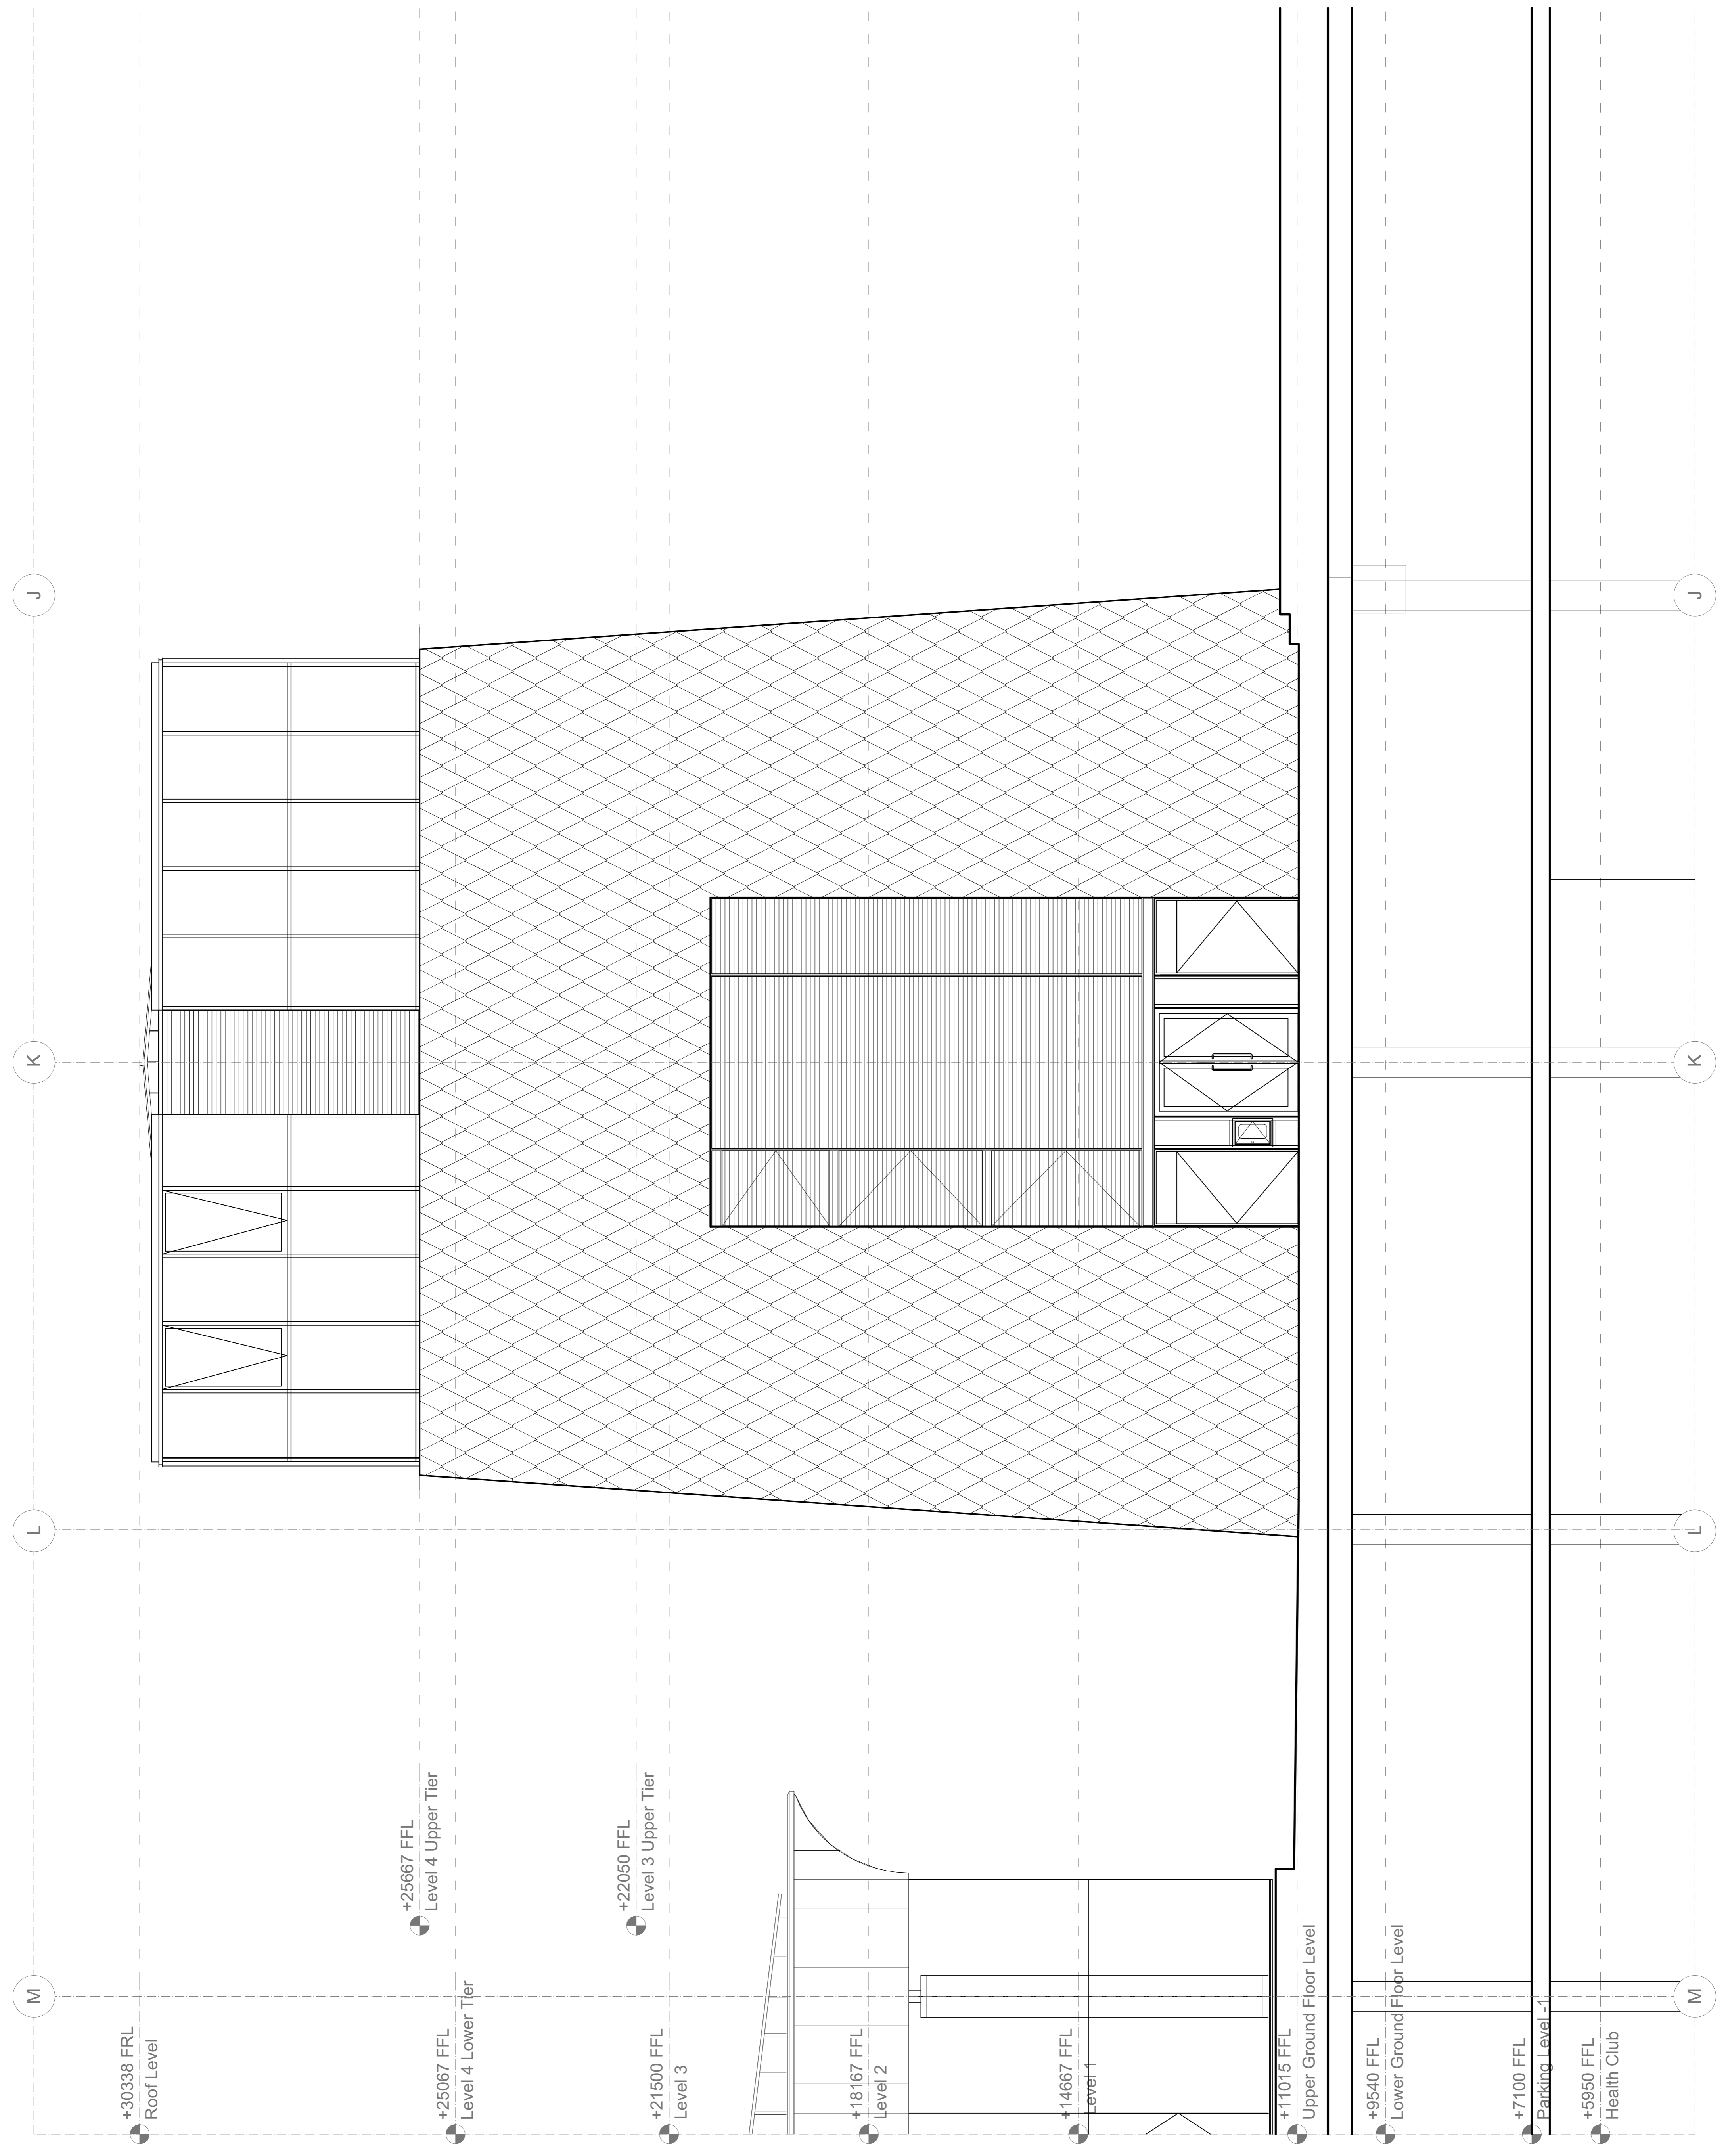 M
L
K
J
+30338 FRL
Roof Level
+25667 FFL
Level 4 Upper Tier
+25067 FFL
Level 4 Lower Tier
+22050 FFL
Level 3 Upper Tier
+21500 FFL
Level 3
+18167 FFL
Level 2
+14667 FFL
Level 1
+11015 FFL
Upper Ground Floor Level
+9540 FFL
Lower Ground Floor Level
+7100 FFL
Parking Level -1
+5950 FFL
Health Club
M
L
K
J